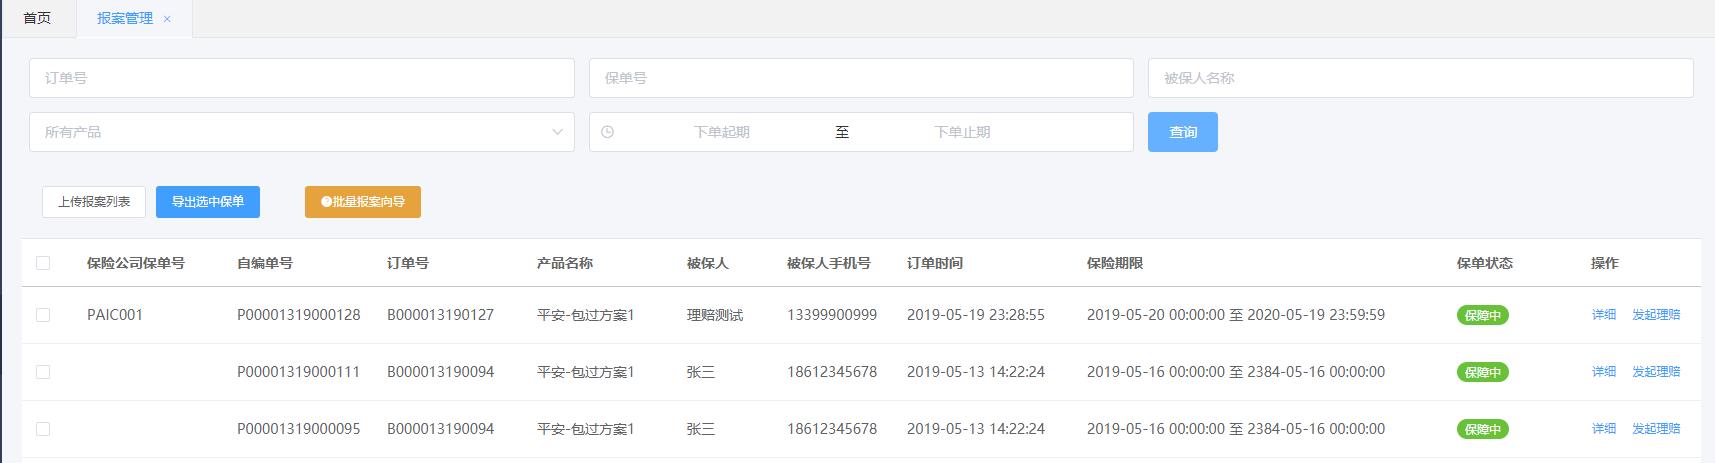 首页 报案管理 ×
订单号 保单号 被保人名称
所有产品 下单起期 至 下单止期 查询
上传报案列表 导出选中保单 ?批量报案向导
保险公司保单号 自编单号 订单号 产品名称 被保人 被保人手机号 订单时间 保险期限 保单状态 操作
PAIC001 P00001319000128 B000013190127 平安-包过方案1 理赔测试 13399900999 2019-05-19 23:28:55 2019-05-20 00:00:00 至 2020-05-19 23:59:59 保障中 详细 发起理赔
P00001319000111 B000013190094 平安-包过方案1 张三 18612345678 2019-05-13 14:22:24 2019-05-16 00:00:00 至 2384-05-16 00:00:00 保障中 详细 发起理赔
P00001319000095 B000013190094 平安-包过方案1 张三 18612345678 2019-05-13 14:22:24 2019-05-16 00:00:00 至 2384-05-16 00:00:00 保障中 详细 发起理赔